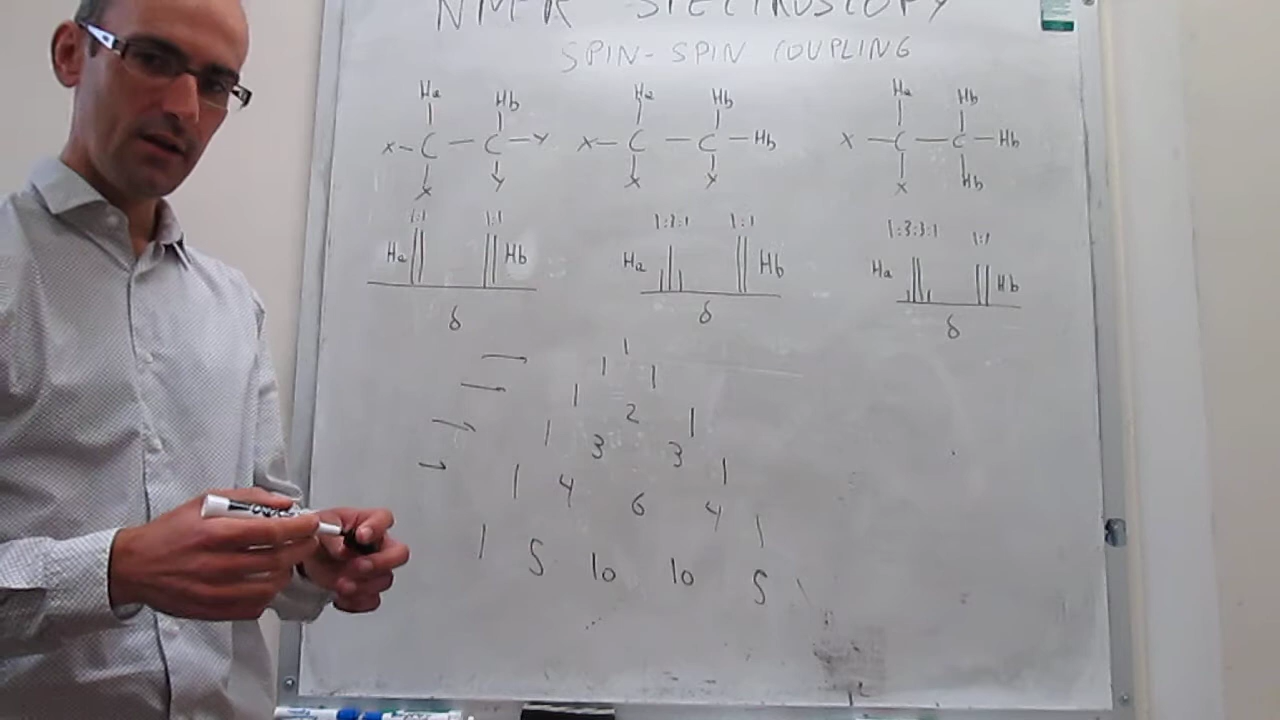 NMR SPECTROSCOPY
SPIN-SPIN COUPLING
Ha Hb Ha Hb Ha Hb
X-C-C-Y X-C-C-Hb X-C-C-Hb
X Y X Y X Hb
1:1 1:1 1:2:1 1:1 1:3:3:1 1:1
Ha Hb Ha Hb Ha Hb
δ δ δ
→ 1
1 1
→ 1 2 1
→ 1 3 3 1
→ 1 4 6 4 1
1 5 10 10 5